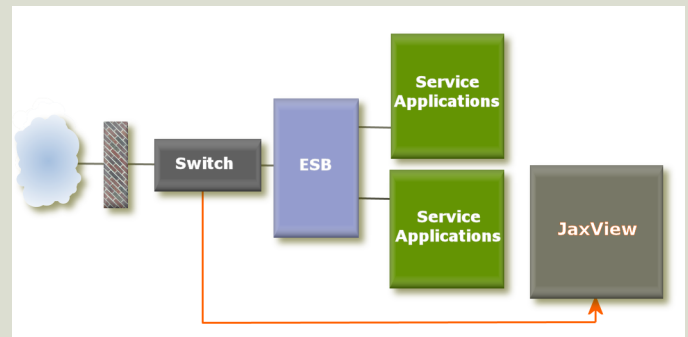 Service
Applications
Switch
ESB
Service
Applications
JaxView